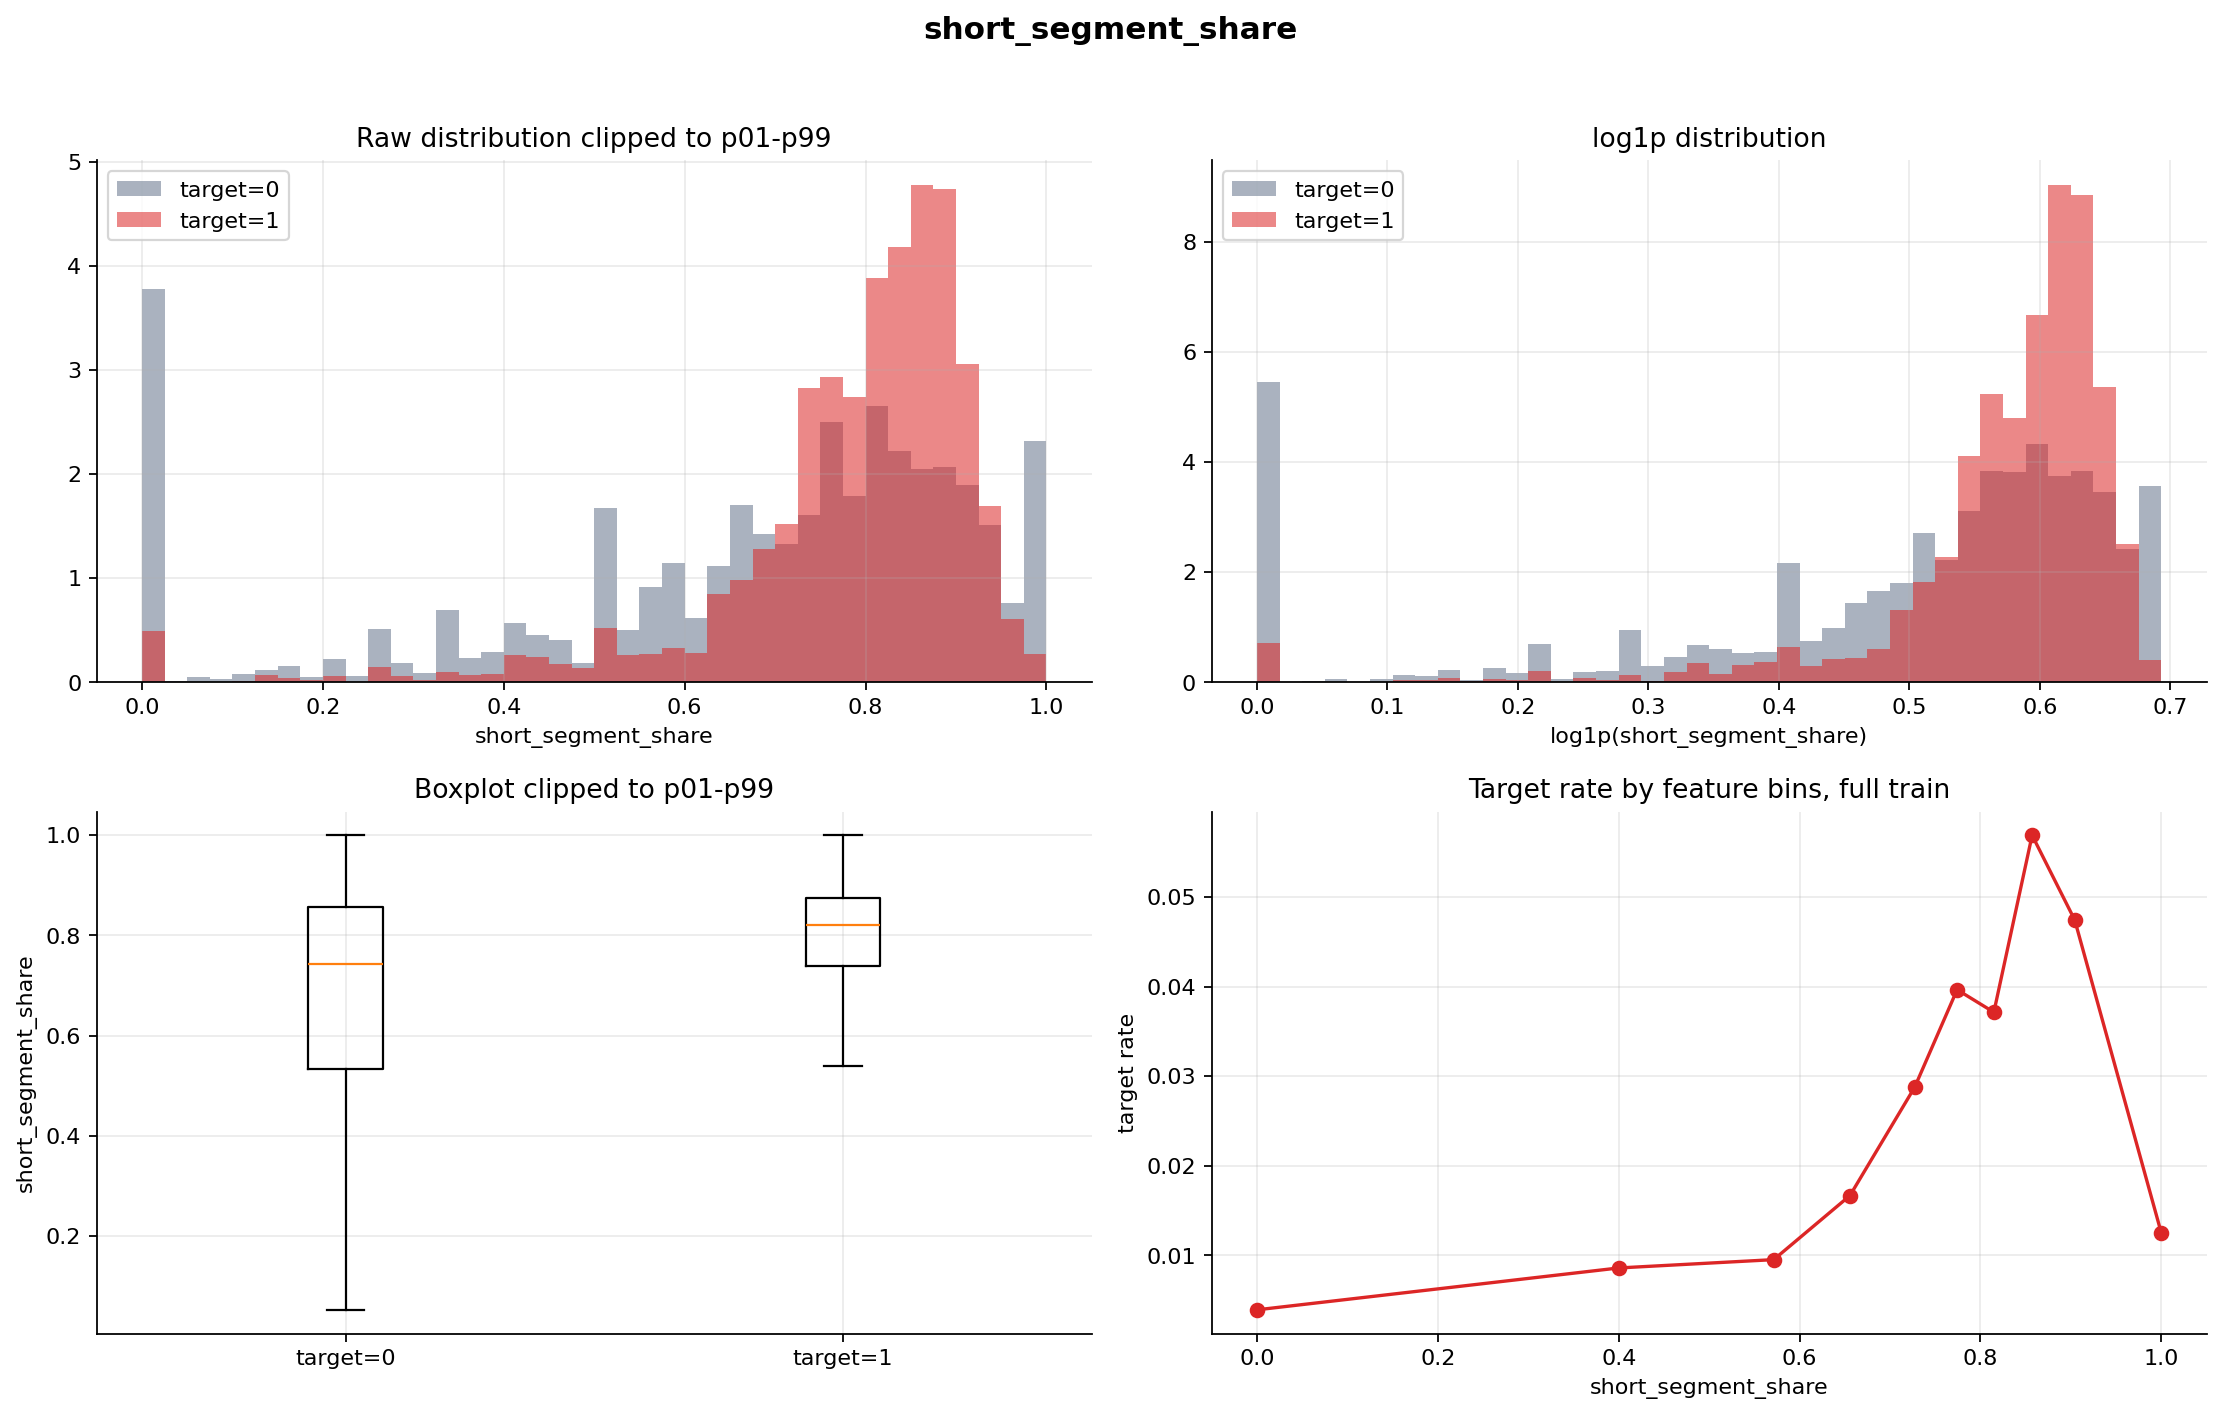 short_segment_share
Raw distribution clipped to p01-p99
target=0
target=1
5
4
3
2
1
0
0.0 0.2 0.4 0.6 0.8 1.0
short_segment_share
log1p distribution
target=0
target=1
8
6
4
2
0
0.0 0.1 0.2 0.3 0.4 0.5 0.6 0.7
log1p(short_segment_share)
Boxplot clipped to p01-p99
short_segment_share
1.0
0.8
0.6
0.4
0.2
target=0 target=1
Target rate by feature bins, full train
target rate
0.05
0.04
0.03
0.02
0.01
0.0 0.2 0.4 0.6 0.8 1.0
short_segment_share